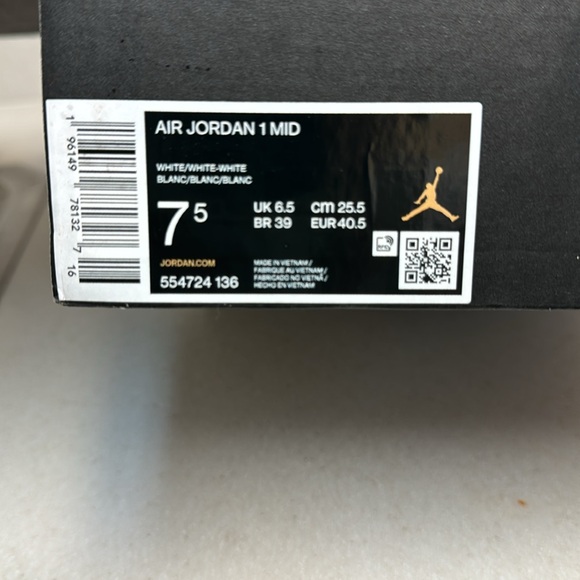 AIR JORDAN 1 MID
WHITE/WHITE-WHITE
BLANC/BLANC/BLANC
7 5
UK 6.5 CM 25.5
BR 39 EUR 40.5
JORDAN.COM
554724 136
MADE IN VIETNAM /
FABRIQUE AU VIETNAM /
FABRICADO NO VIETNÃ /
HECHO EN VIETNAM
1 96149 78132 7 16